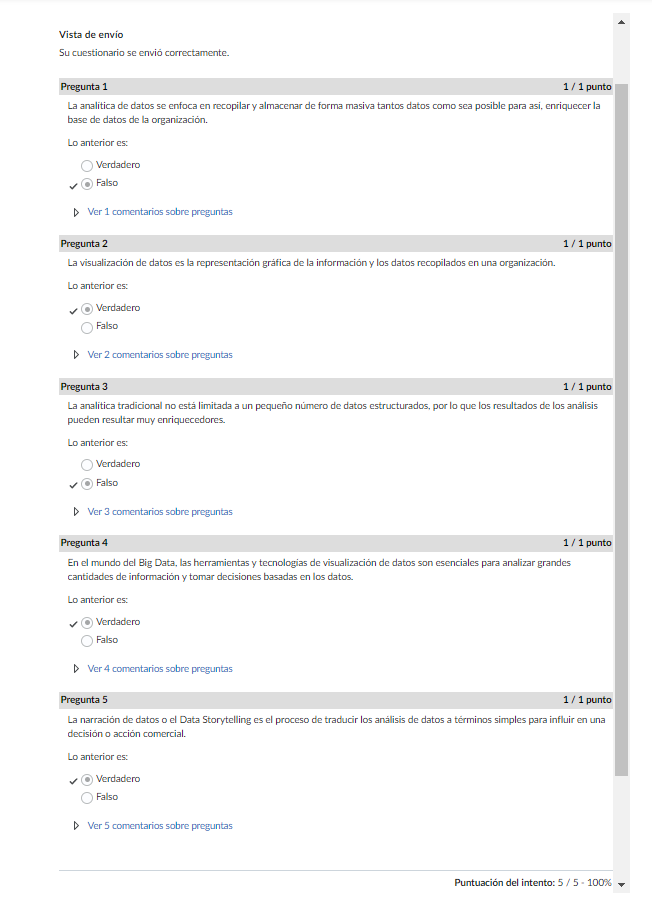 Vista de envío
Su cuestionario se envió correctamente.
Pregunta 1 1 / 1 punto
La analítica de datos se enfoca en recopilar y almacenar de forma masiva tantos datos como sea posible para así, enriquecer la
base de datos de la organización.
Lo anterior es:
Verdadero
Falso
Ver 1 comentarios sobre preguntas
Pregunta 2 1 / 1 punto
La visualización de datos es la representación gráfica de la información y los datos recopilados en una organización.
Lo anterior es:
Verdadero
Falso
Ver 2 comentarios sobre preguntas
Pregunta 3 1 / 1 punto
La analítica tradicional no está limitada a un pequeño número de datos estructurados, por lo que los resultados de los análisis
pueden resultar muy enriquecedores.
Lo anterior es:
Verdadero
Falso
Ver 3 comentarios sobre preguntas
Pregunta 4 1 / 1 punto
En el mundo del Big Data, las herramientas y tecnologías de visualización de datos son esenciales para analizar grandes
cantidades de información y tomar decisiones basadas en los datos.
Lo anterior es:
Verdadero
Falso
Ver 4 comentarios sobre preguntas
Pregunta 5 1 / 1 punto
La narración de datos o el Data Storytelling es el proceso de traducir los análisis de datos a términos simples para influir en una
decisión o acción comercial.
Lo anterior es:
Verdadero
Falso
Ver 5 comentarios sobre preguntas
Puntuación del intento: 5 / 5 - 100%